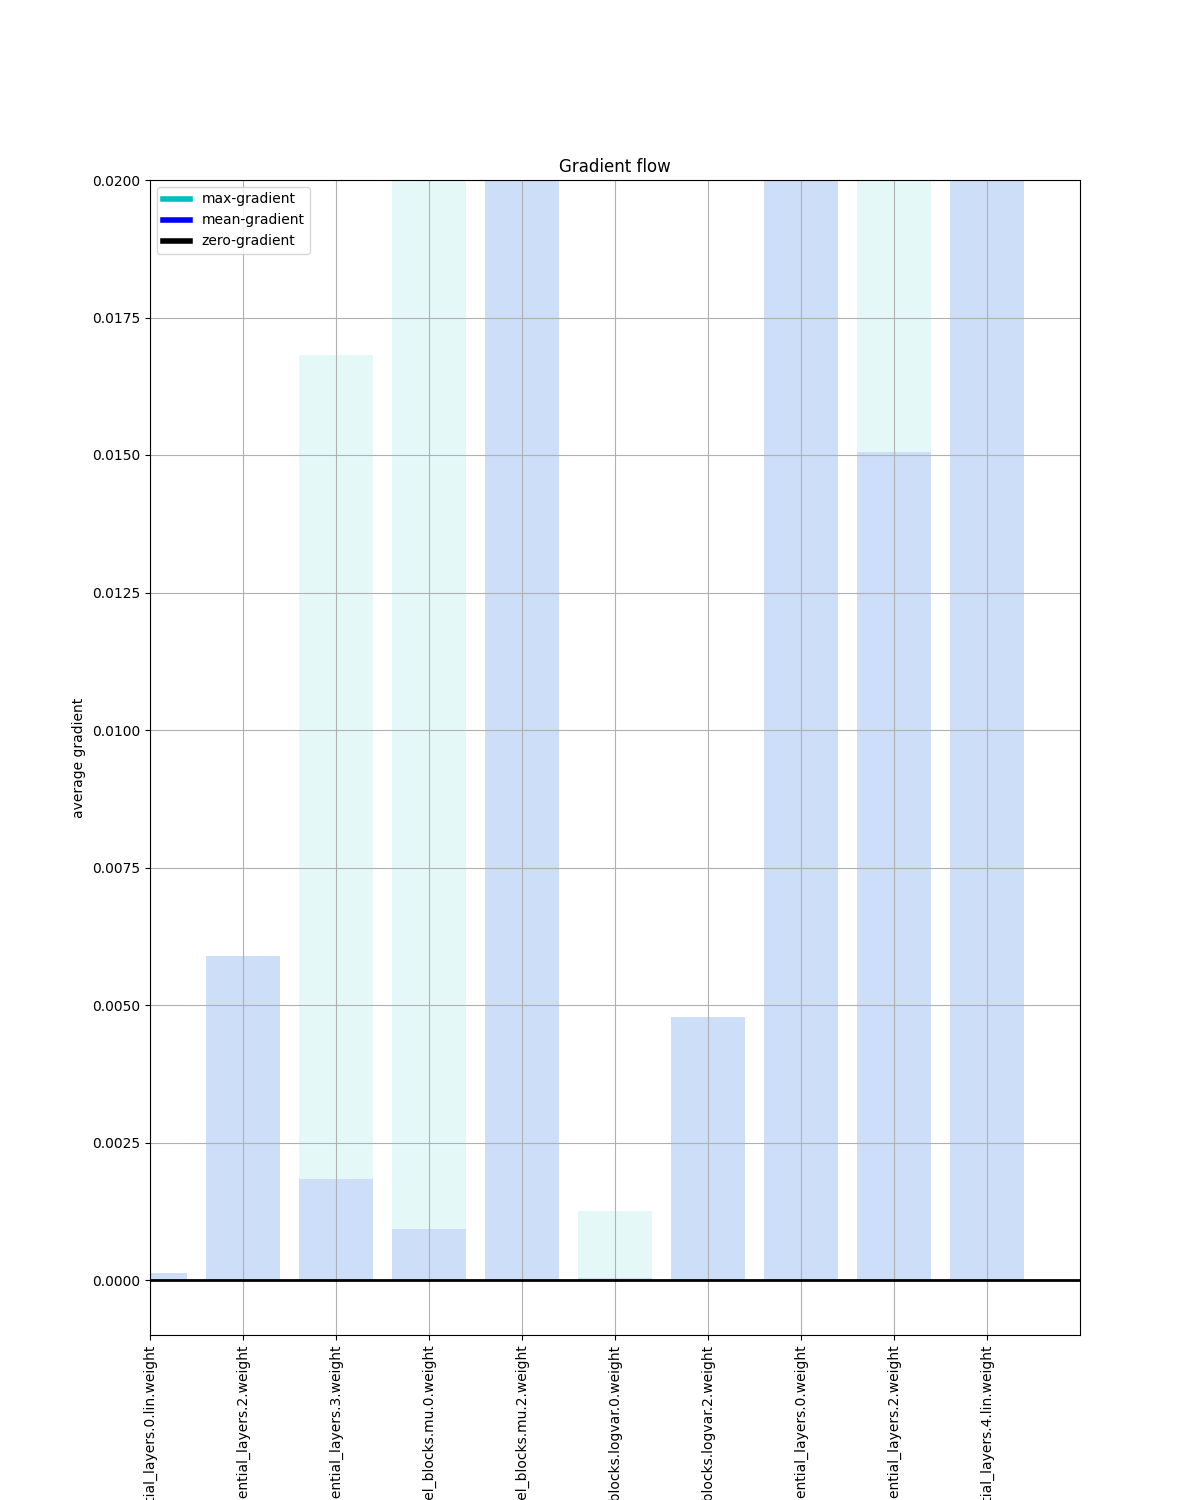 Gradient flow
max-gradient
mean-gradient
zero-gradient
0.0200
0.0175
0.0150
0.0125
0.0100
0.0075
0.0050
0.0025
0.0000
average gradient
tial_layers.0.lin.weight
ential_layers.2.weight
ential_layers.3.weight
el_blocks.mu.0.weight
el_blocks.mu.2.weight
blocks.logvar.0.weight
blocks.logvar.2.weight
ential_layers.0.weight
ential_layers.2.weight
tial_layers.4.lin.weight